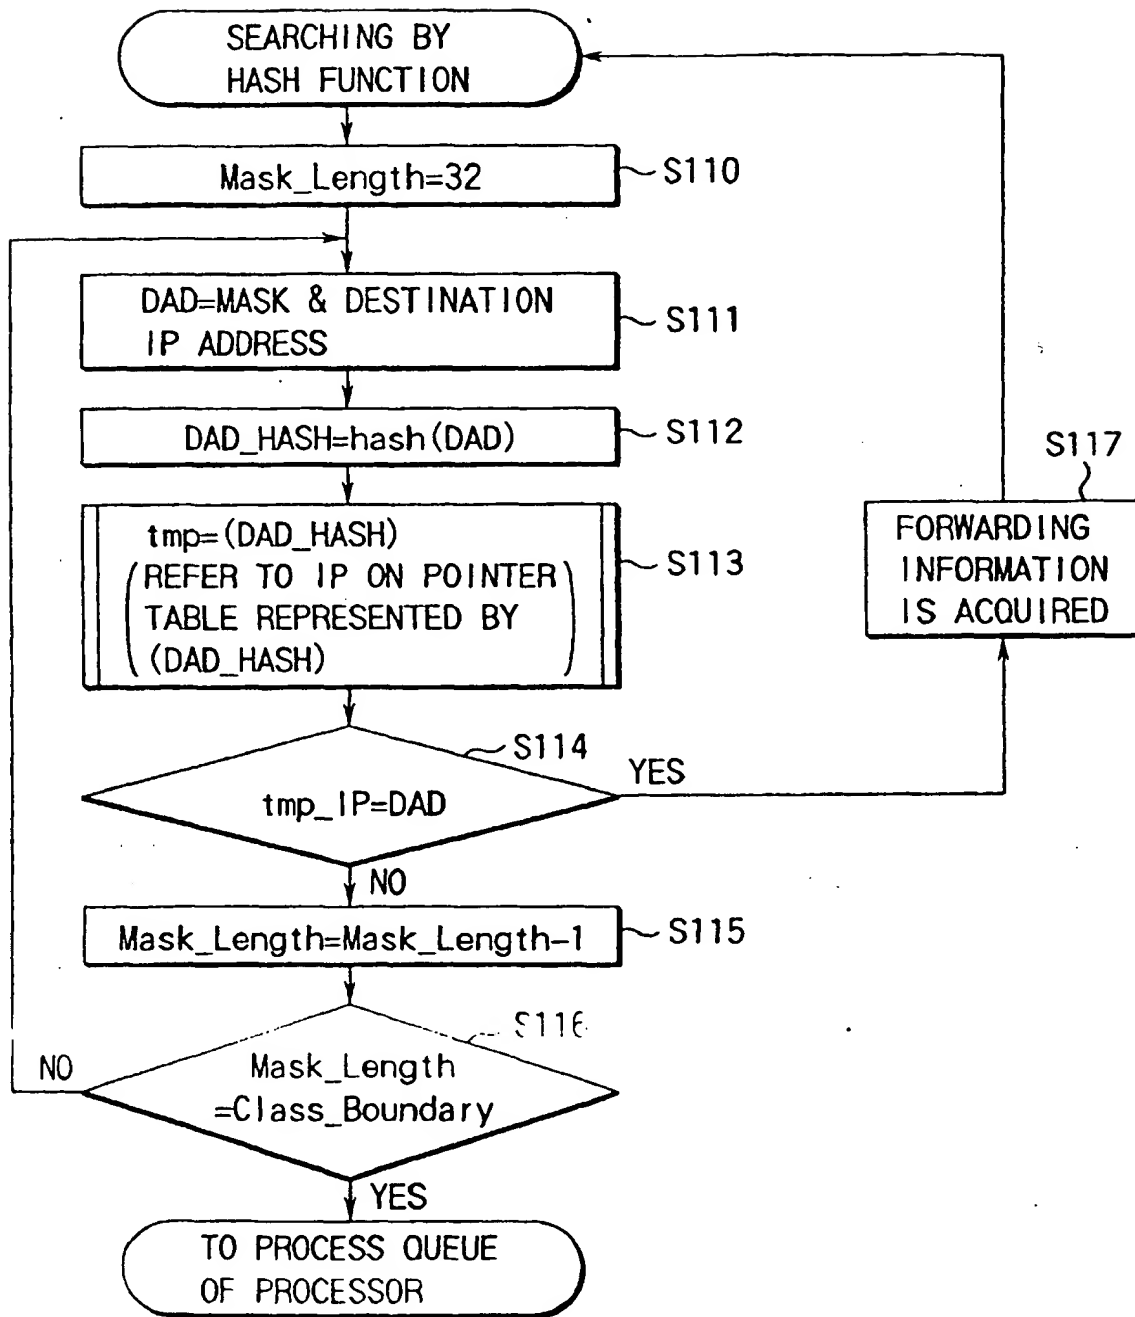 SEARCHING BY
HASH FUNCTION
Mask_Length=32
S110
DAD=MASK & DESTINATION
IP ADDRESS
S111
DAD_HASH=hash(DAD)
S112
tmp=(DAD_HASH)
(REFER TO IP ON POINTER
TABLE REPRESENTED BY
(DAD_HASH))
S113
S114
tmp_IP=DAD
YES
S117
FORWARDING
INFORMATION
IS ACQUIRED
NO
Mask_Length=Mask_Length-1
S115
S116
Mask_Length
=Class_Boundary
NO
YES
TO PROCESS QUEUE
OF PROCESSOR